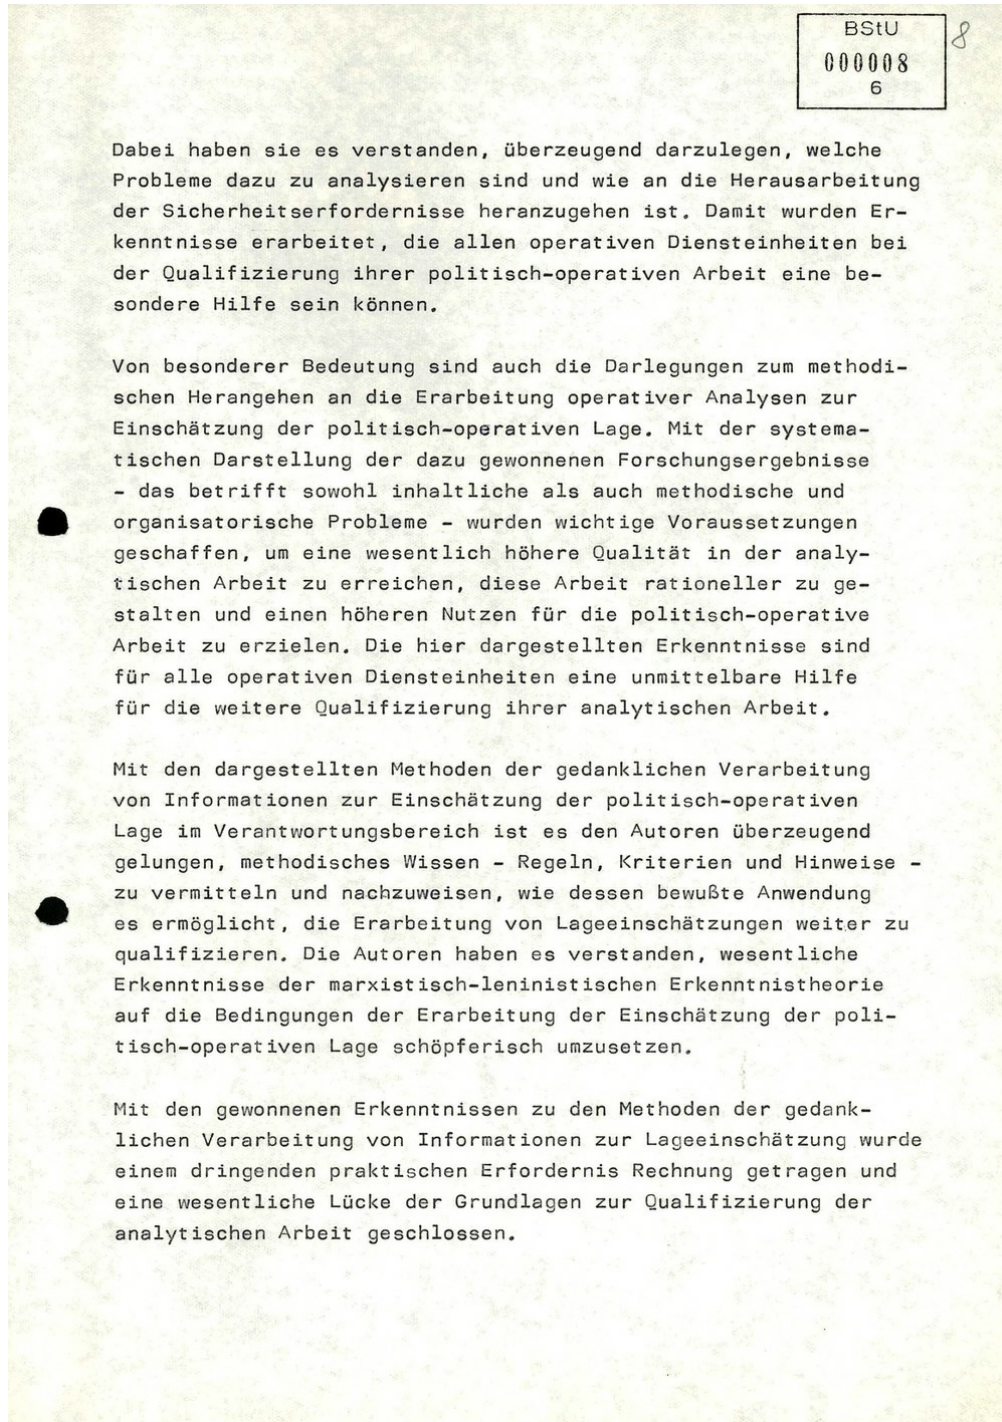 BStU
000008
6
8
Dabei haben sie es verstanden, überzeugend darzulegen, welche
Probleme dazu zu analysieren sind und wie an die Herausarbeitung
der Sicherheitserfordernisse heranzugehen ist. Damit wurden Er-
kenntnisse erarbeitet, die allen operativen Diensteinheiten bei
der Qualifizierung ihrer politisch-operativen Arbeit eine be-
sondere Hilfe sein können.
Von besonderer Bedeutung sind auch die Darlegungen zum methodi-
schen Herangehen an die Erarbeitung operativer Analysen zur
Einschätzung der politisch-operativen Lage. Mit der systema-
tischen Darstellung der dazu gewonnenen Forschungsergebnisse
- das betrifft sowohl inhaltliche als auch methodische und
organisatorische Probleme - wurden wichtige Voraussetzungen
geschaffen, um eine wesentlich höhere Qualität in der analy-
tischen Arbeit zu erreichen, diese Arbeit rationeller zu ge-
stalten und einen höheren Nutzen für die politisch-operative
Arbeit zu erzielen. Die hier dargestellten Erkenntnisse sind
für alle operativen Diensteinheiten eine unmittelbare Hilfe
für die weitere Qualifizierung ihrer analytischen Arbeit.
Mit den dargestellten Methoden der gedanklichen Verarbeitung
von Informationen zur Einschätzung der politisch-operativen
Lage im Verantwortungsbereich ist es den Autoren überzeugend
gelungen, methodisches Wissen - Regeln, Kriterien und Hinweise -
zu vermitteln und nachzuweisen, wie dessen bewußte Anwendung
es ermöglicht, die Erarbeitung von Lageeinschätzungen weiter zu
qualifizieren. Die Autoren haben es verstanden, wesentliche
Erkenntnisse der marxistisch-leninistischen Erkenntnistheorie
auf die Bedingungen der Erarbeitung der Einschätzung der poli-
tisch-operativen Lage schöpferisch umzusetzen.
Mit den gewonnenen Erkenntnissen zu den Methoden der gedank-
lichen Verarbeitung von Informationen zur Lageeinschätzung wurde
einem dringenden praktischen Erfordernis Rechnung getragen und
eine wesentliche Lücke der Grundlagen zur Qualifizierung der
analytischen Arbeit geschlossen.